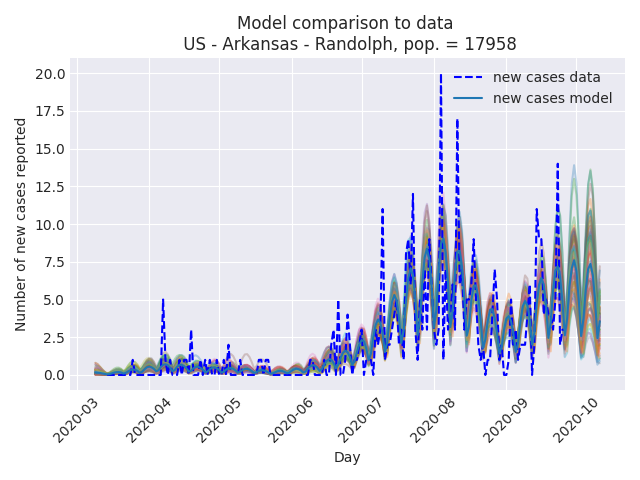 Model comparison to data
US - Arkansas - Randolph, pop. = 17958
new cases data
new cases model
Number of new cases reported
20.0
17.5
15.0
12.5
10.0
7.5
5.0
2.5
0.0
2020-03
2020-04
2020-05
2020-06
2020-07
2020-08
2020-09
2020-10
Day